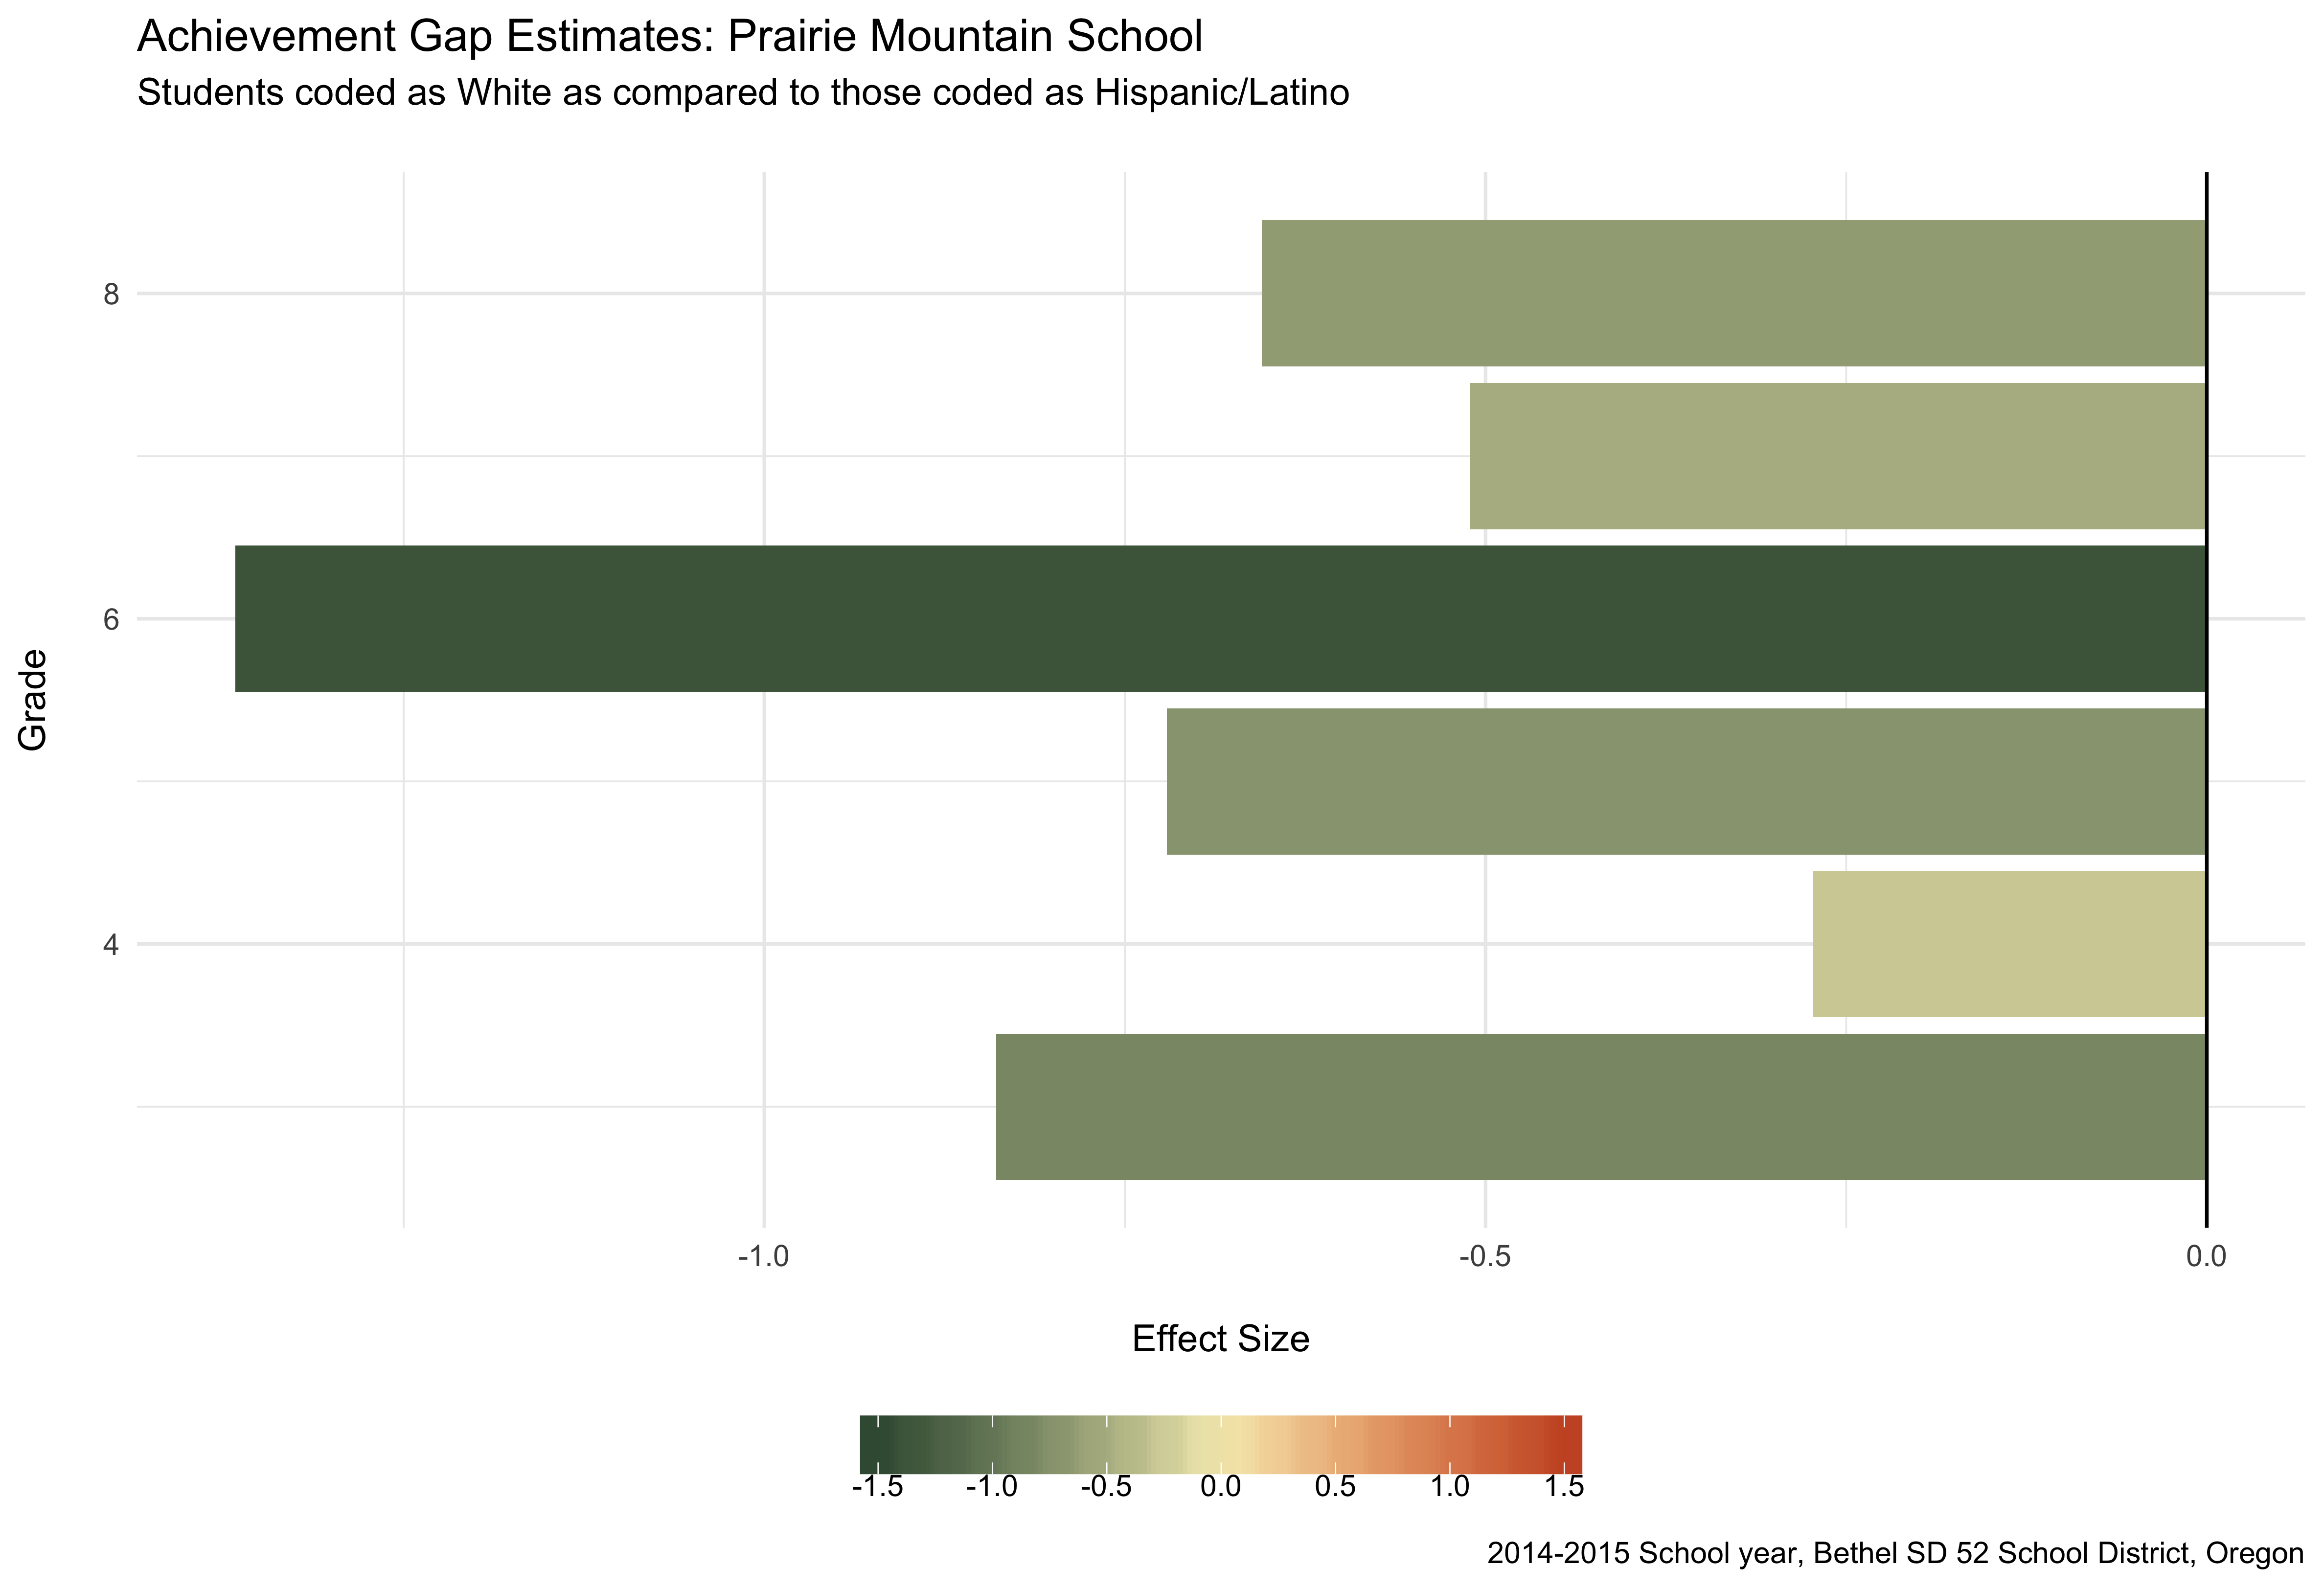 Achievement Gap Estimates: Prairie Mountain School
Students coded as White as compared to those coded as Hispanic/Latino
8
6
4
Grade
-1.0
-0.5
0.0
Effect Size
-1.5
-1.0
-0.5
0.0
0.5
1.0
1.5
2014-2015 School year, Bethel SD 52 School District, Oregon